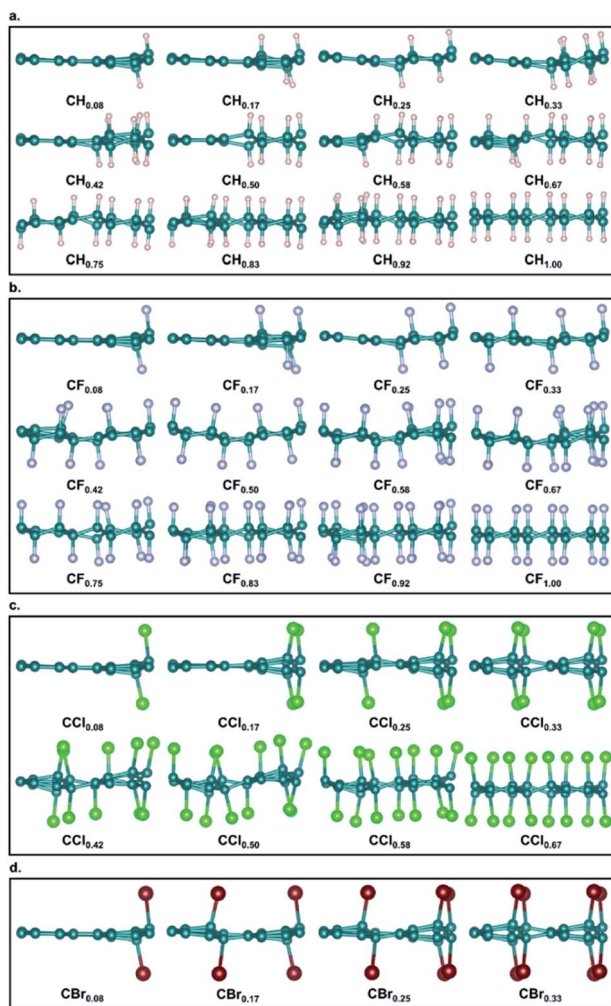 a.
CH0.08 CH0.17 CH0.25 CH0.33
CH0.42 CH0.50 CH0.58 CH0.67
CH0.75 CH0.83 CH0.92 CH1.00
b.
CF0.08 CF0.17 CF0.25 CF0.33
CF0.42 CF0.50 CF0.58 CF0.67
CF0.75 CF0.83 CF0.92 CF1.00
c.
CCl0.08 CCl0.17 CCl0.25 CCl0.33
CCl0.42 CCl0.50 CCl0.58 CCl0.67
d.
CBr0.08 CBr0.17 CBr0.25 CBr0.33